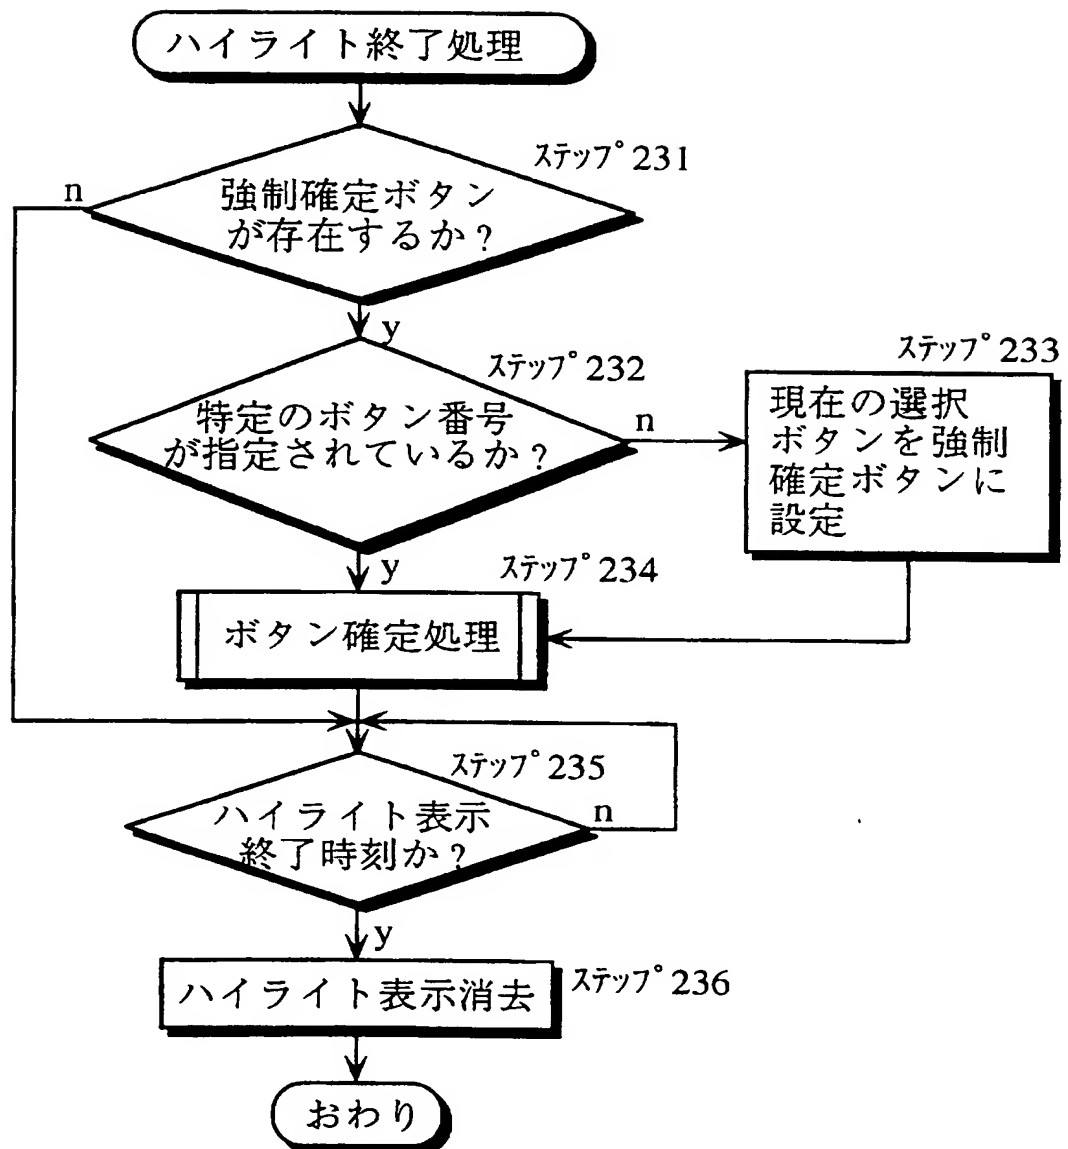 ハイライト終了処理
ステップ231
n
強制確定ボタン
が存在するか?
y
ステップ232
特定のボタン番号
が指定されているか?
n
ステップ233
現在の選択
ボタンを強制
確定ボタンに
設定
y
ステップ234
ボタン確定処理
ステップ235
ハイライト表示
終了時刻か?
n
y
ハイライト表示消去
ステップ236
おわり